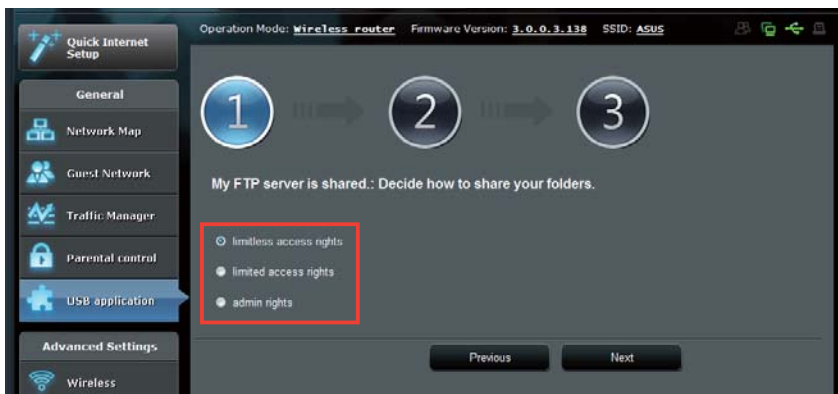 Quick Internet
Setup
Operation Mode: Wireless router Firmware Version: 3.0.0.3.138 SSID: ASUS
General
Network Map
Guest Network
Traffic Manager
Parental control
USB application
Advanced Settings
Wireless
1 2 3
My FTP server is shared.: Decide how to share your folders.
limitless access rights
limited access rights
admin rights
Previous Next